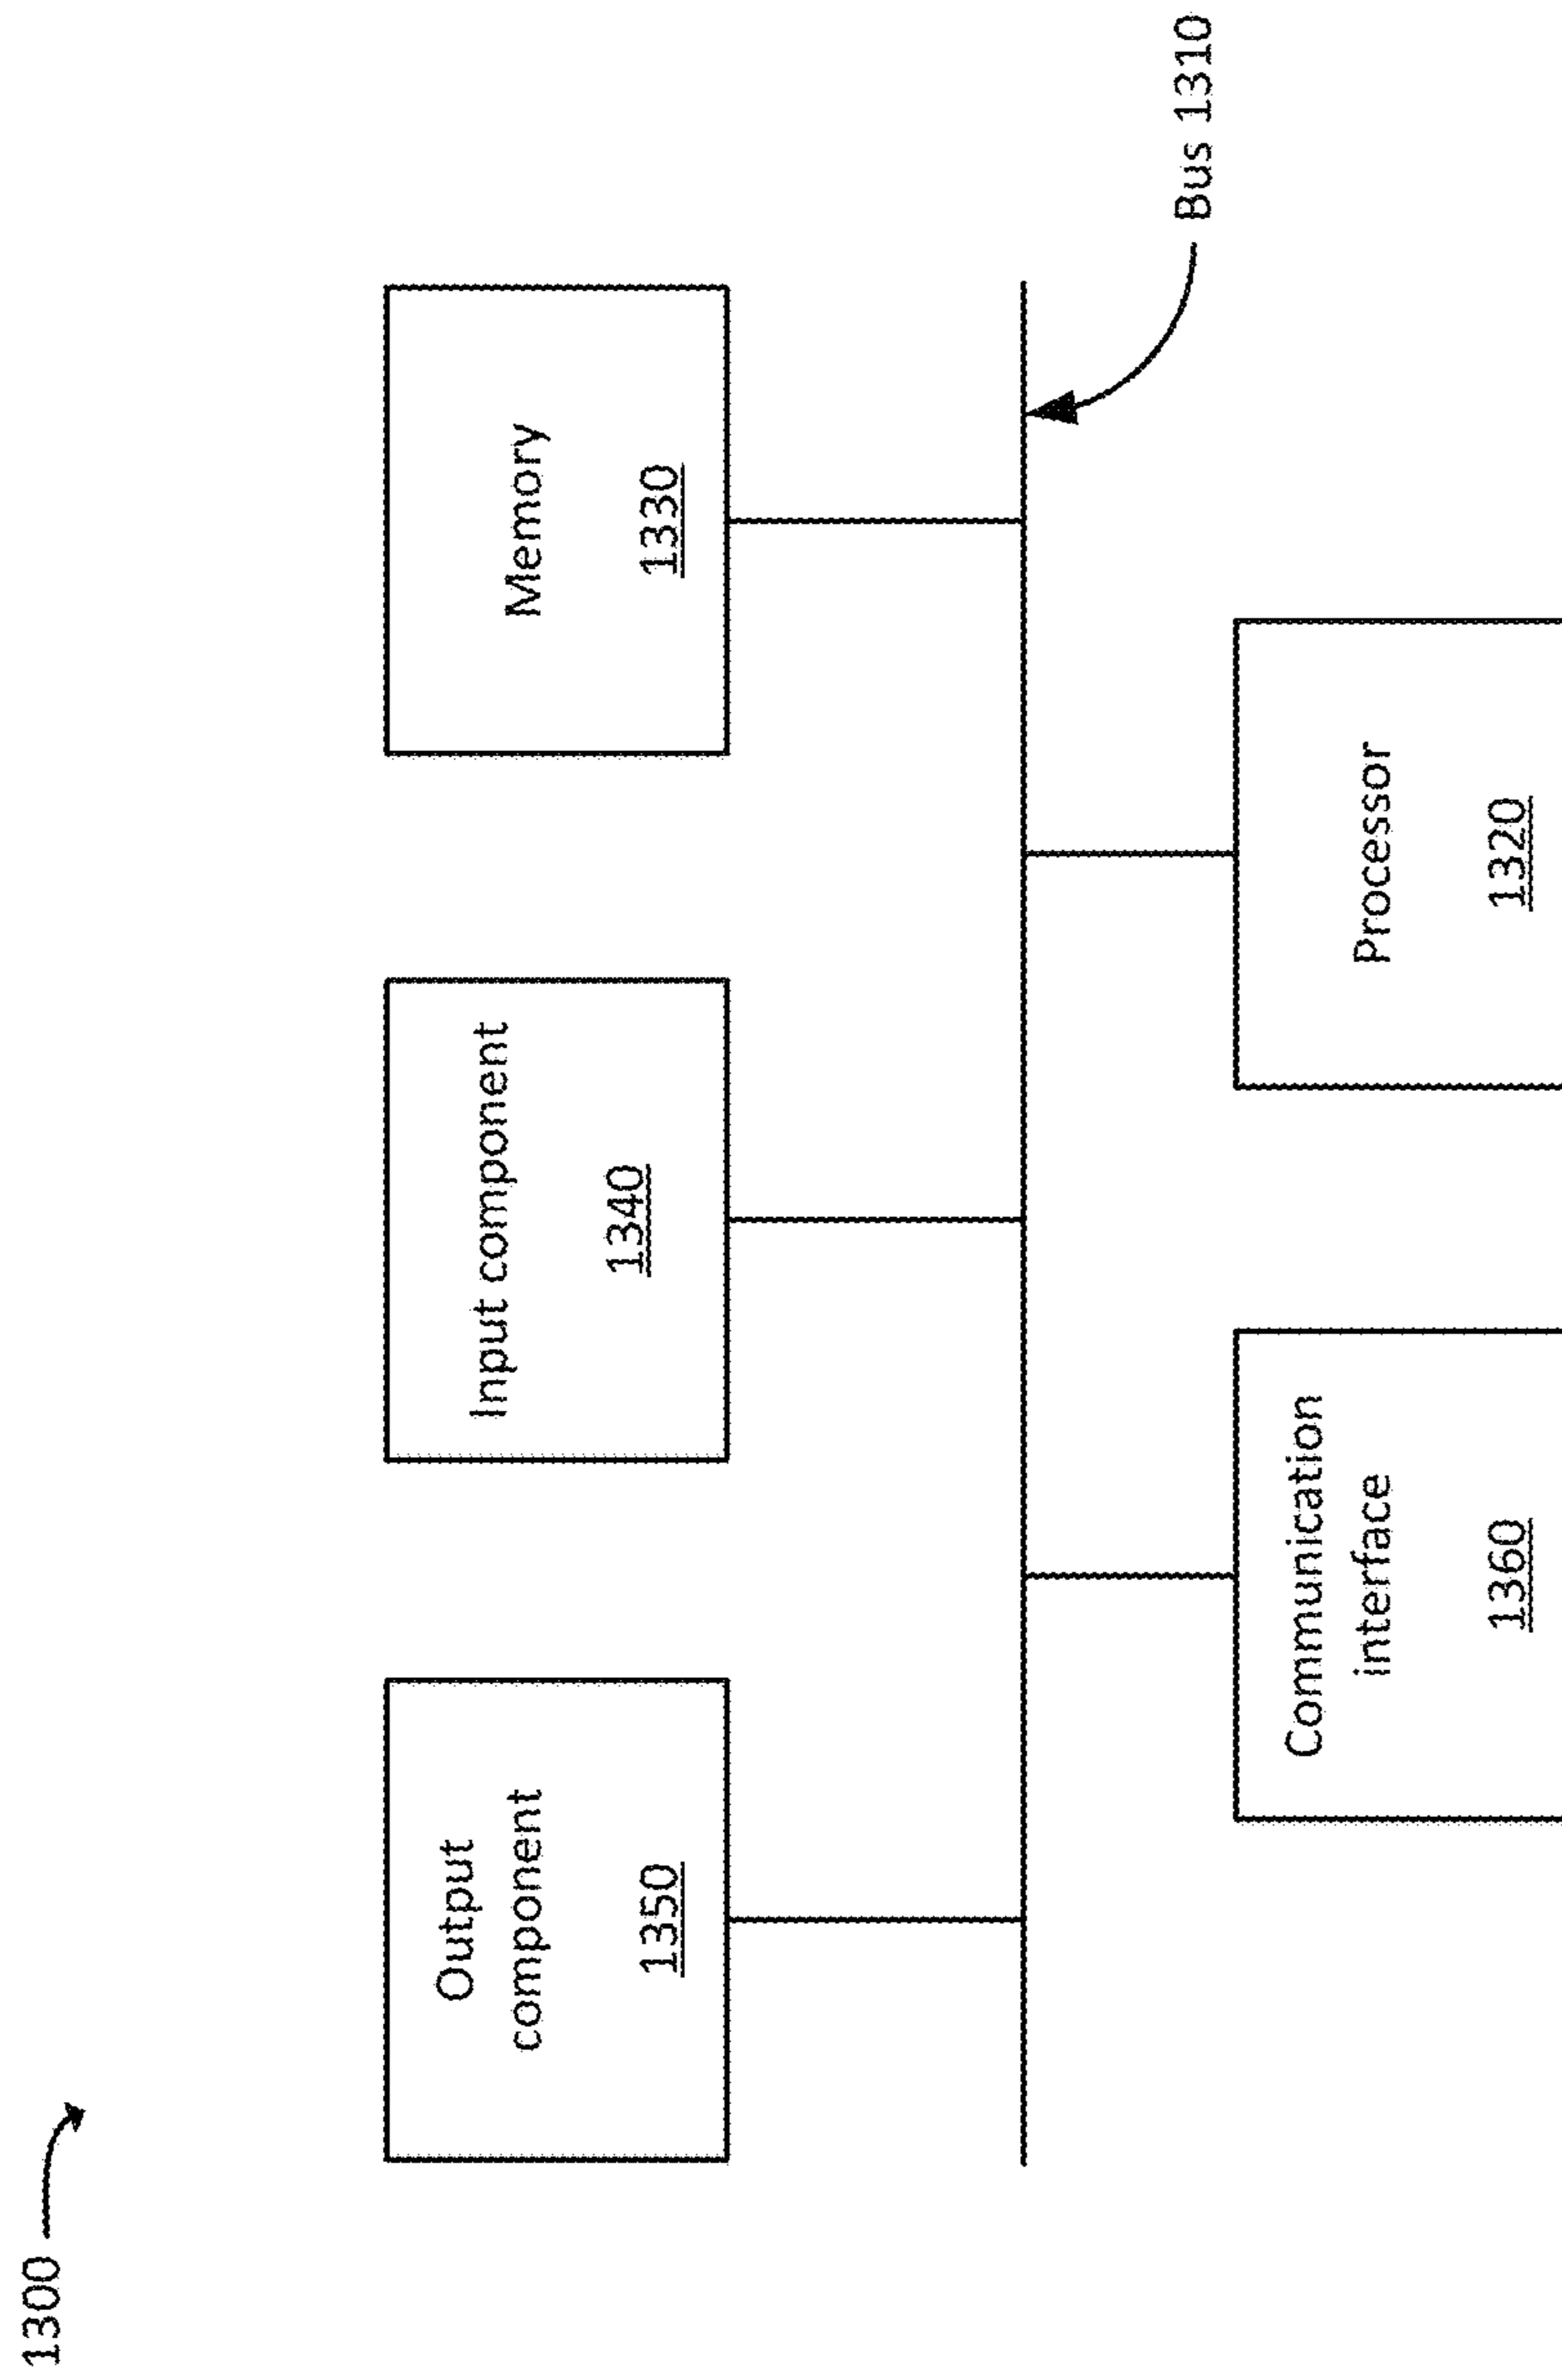 1300
Output
component
1350
Input component
1340
Memory
1330
Bus 1310
Communication
interface
1360
Processor
1320